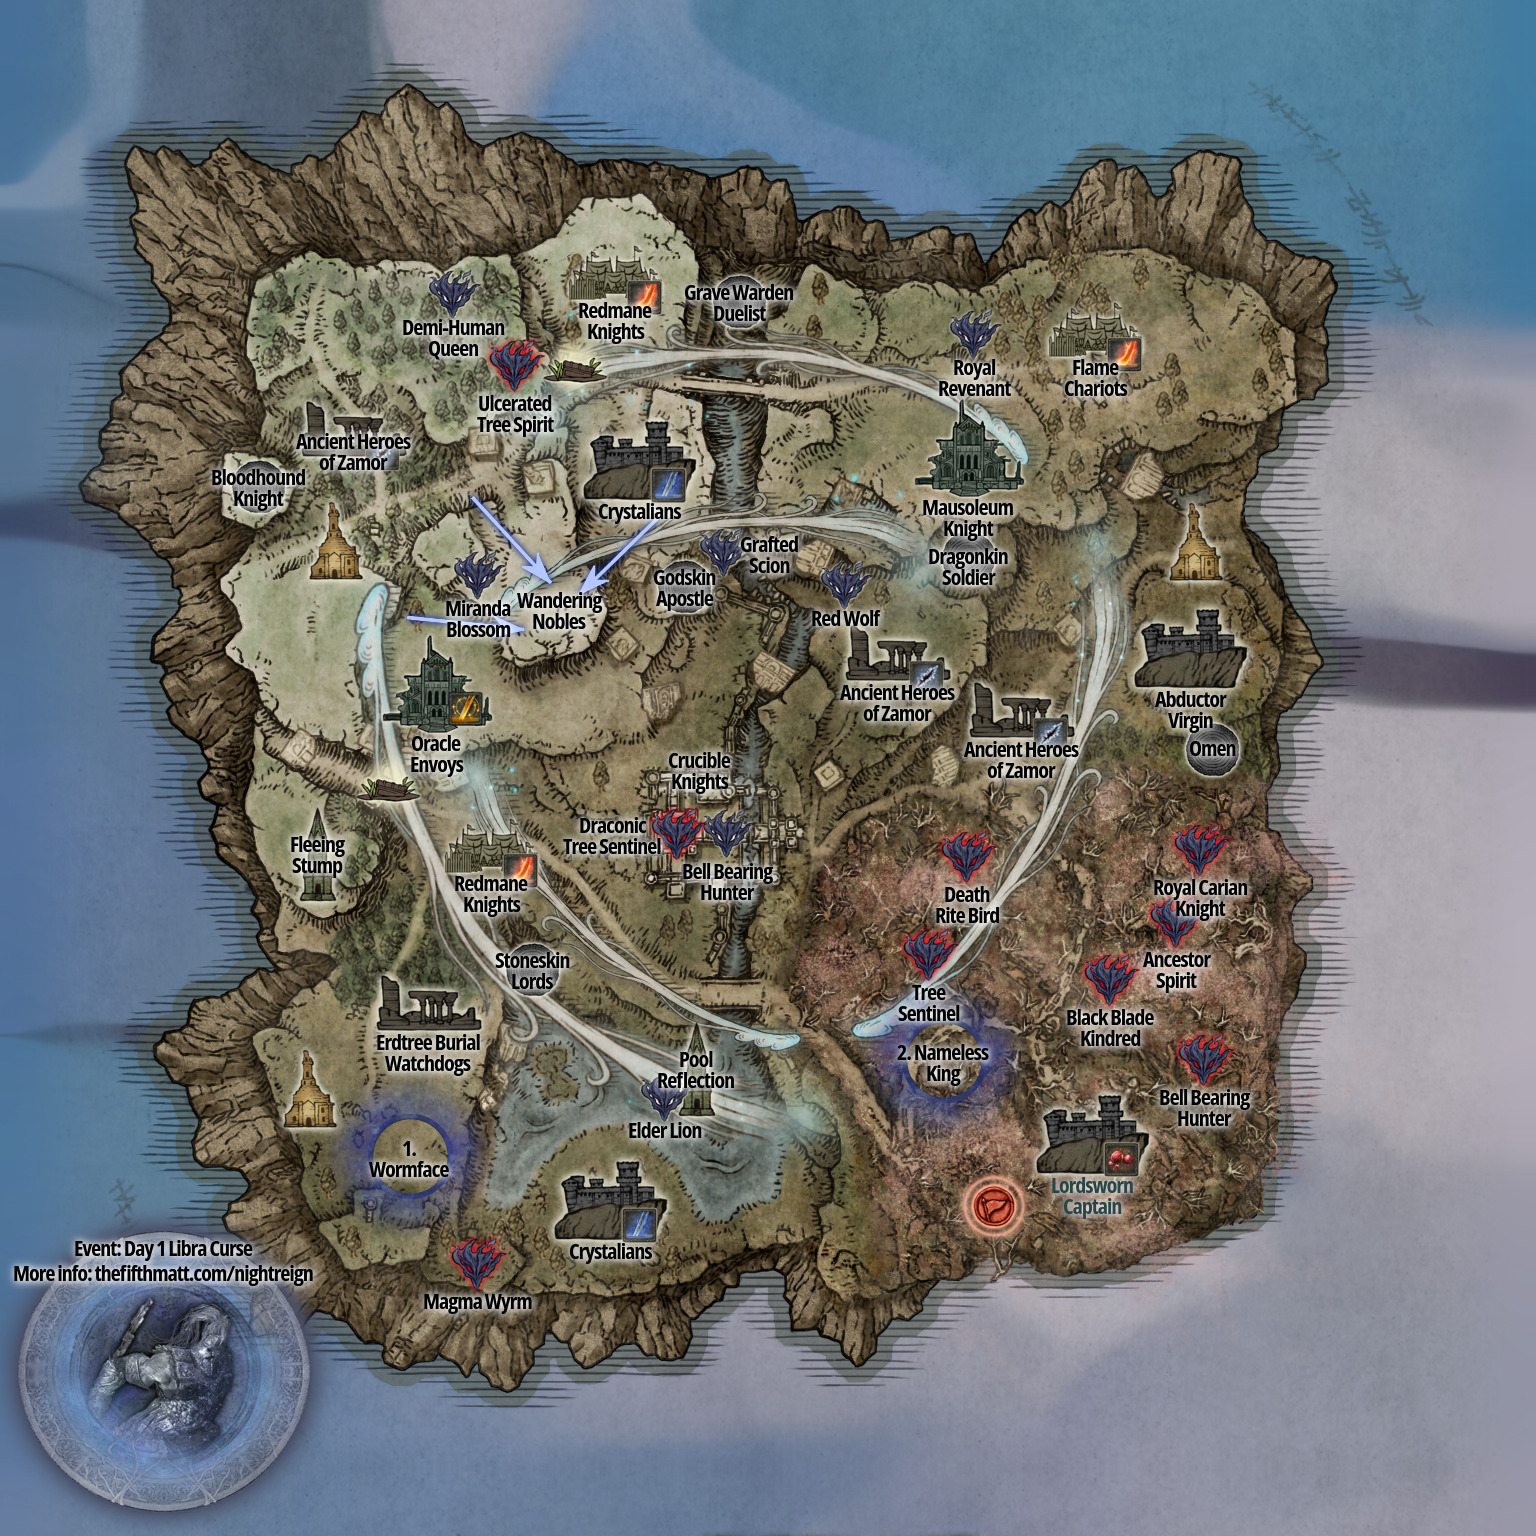 Demi-Human
Queen
Redmane
Knights
Grave Warden
Duelist
Royal
Revenant
Flame
Chariots
Ulcerated
Tree Spirit
Ancient Heroes
of Zamor
Bloodhound
Knight
Crystalians
Mausoleum
Knight
Grafted
Scion
Dragonkin
Soldier
Godskin
Apostle
Miranda
Blossom
Wandering
Nobles
Red Wolf
Ancient Heroes
of Zamor
Abductor
Virgin
Omen
Oracle
Envoys
Ancient Heroes
of Zamor
Crucible
Knights
Draconic
Tree Sentinel
Bell Bearing
Hunter
Fleeing
Stump
Redmane
Knights
Death
Rite Bird
Royal Carian
Knight
Stoneskin
Lords
Ancestor
Spirit
Tree
Sentinel
Black Blade
Kindred
Erdtree Burial
Watchdogs
Pool
Reflection
2. Nameless
King
Bell Bearing
Hunter
Elder Lion
1.
Wormface
Lordsworn
Captain
Crystalians
Magma Wyrm
Event: Day 1 Libra Curse
More info: thefifthmatt.com/nightreign